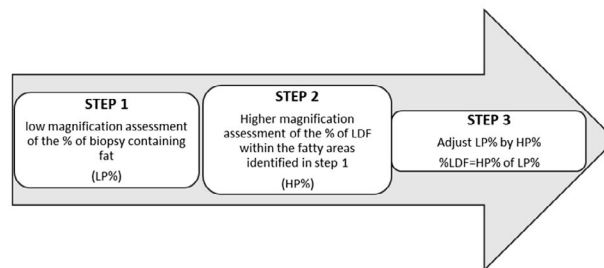 STEP 1
low magnification assessment
of the % of biopsy containing
fat
(LP%)
STEP 2
Higher magnification
assessment of the % of LDF
within the fatty areas
identified in step 1
(HP%)
STEP 3
Adjust LP% by HP%
%LDF=HP% of LP%